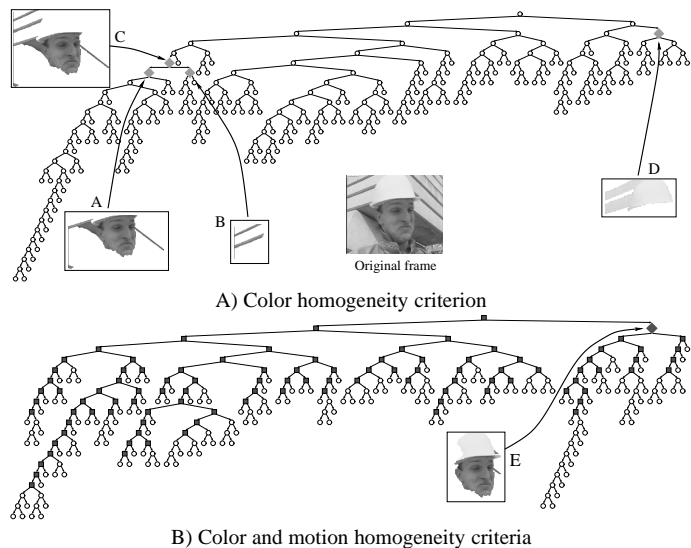 C
D
A
B
Original frame
A) Color homogeneity criterion
E
B) Color and motion homogeneity criteria